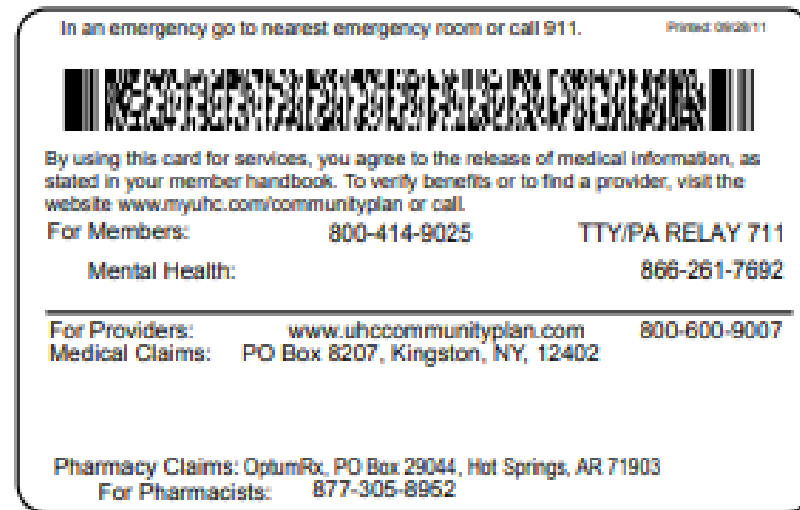 In an emergency go to nearest emergency room or call 911. Printed: 09/28/11
By using this card for services, you agree to the release of medical information, as
stated in your member handbook. To verify benefits or to find a provider, visit the
website www.myuhc.com/communityplan or call.
For Members: 800-414-9025 TTY/PA RELAY 711
Mental Health: 866-261-7692
For Providers: www.uhccommunityplan.com 800-600-9007
Medical Claims: PO Box 8207, Kingston, NY, 12402
Pharmacy Claims: OptumRx, PO Box 29044, Hot Springs, AR 71903
For Pharmacists: 877-305-8952